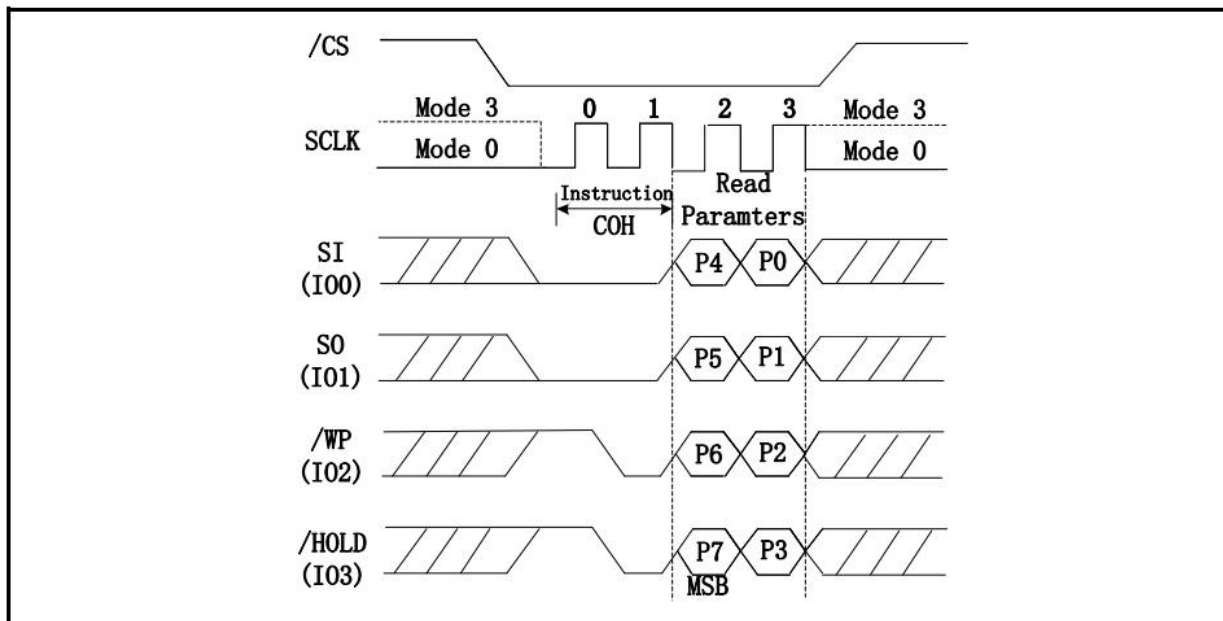 /CS
0 1 2 3
Mode 3 Mode 3
SCLK
Mode 0 Mode 0
Read
Instruction
COH Paramters
SI
(IO0) P4 P0
SO
(IO1) P5 P1
/WP
(IO2) P6 P2
/HOLD
(IO3) P7 P3
MSB